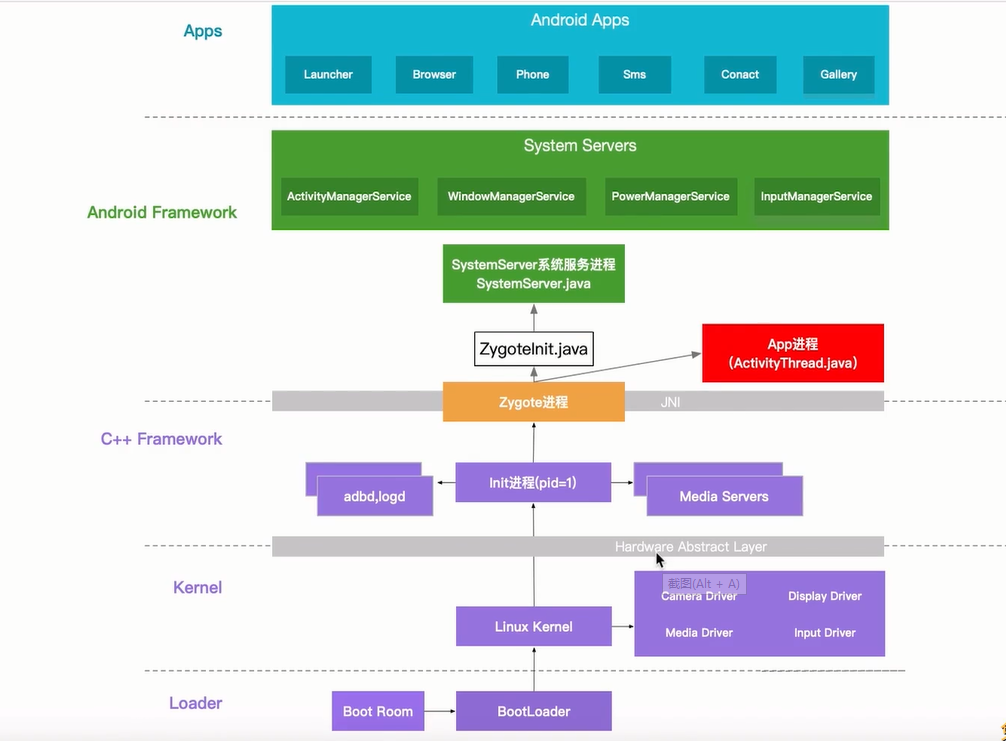 Apps
Android Apps
Launcher
Browser
Phone
Sms
Conact
Gallery
System Servers
Android Framework
ActivityManagerService
WindowManagerService
PowerManagerService
InputManagerService
SystemServer系统服务进程
SystemServer.java
ZygoteInit.java
App进程
(ActivityThread.java)
Zygote进程
JNI
C++ Framework
adbd,logd
Init进程(pid=1)
Media Servers
Hardware Abstract Layer
Kernel
截图(Alt + A)
Camera Driver
Display Driver
Linux Kernel
Media Driver
Input Driver
Loader
Boot Room
BootLoader